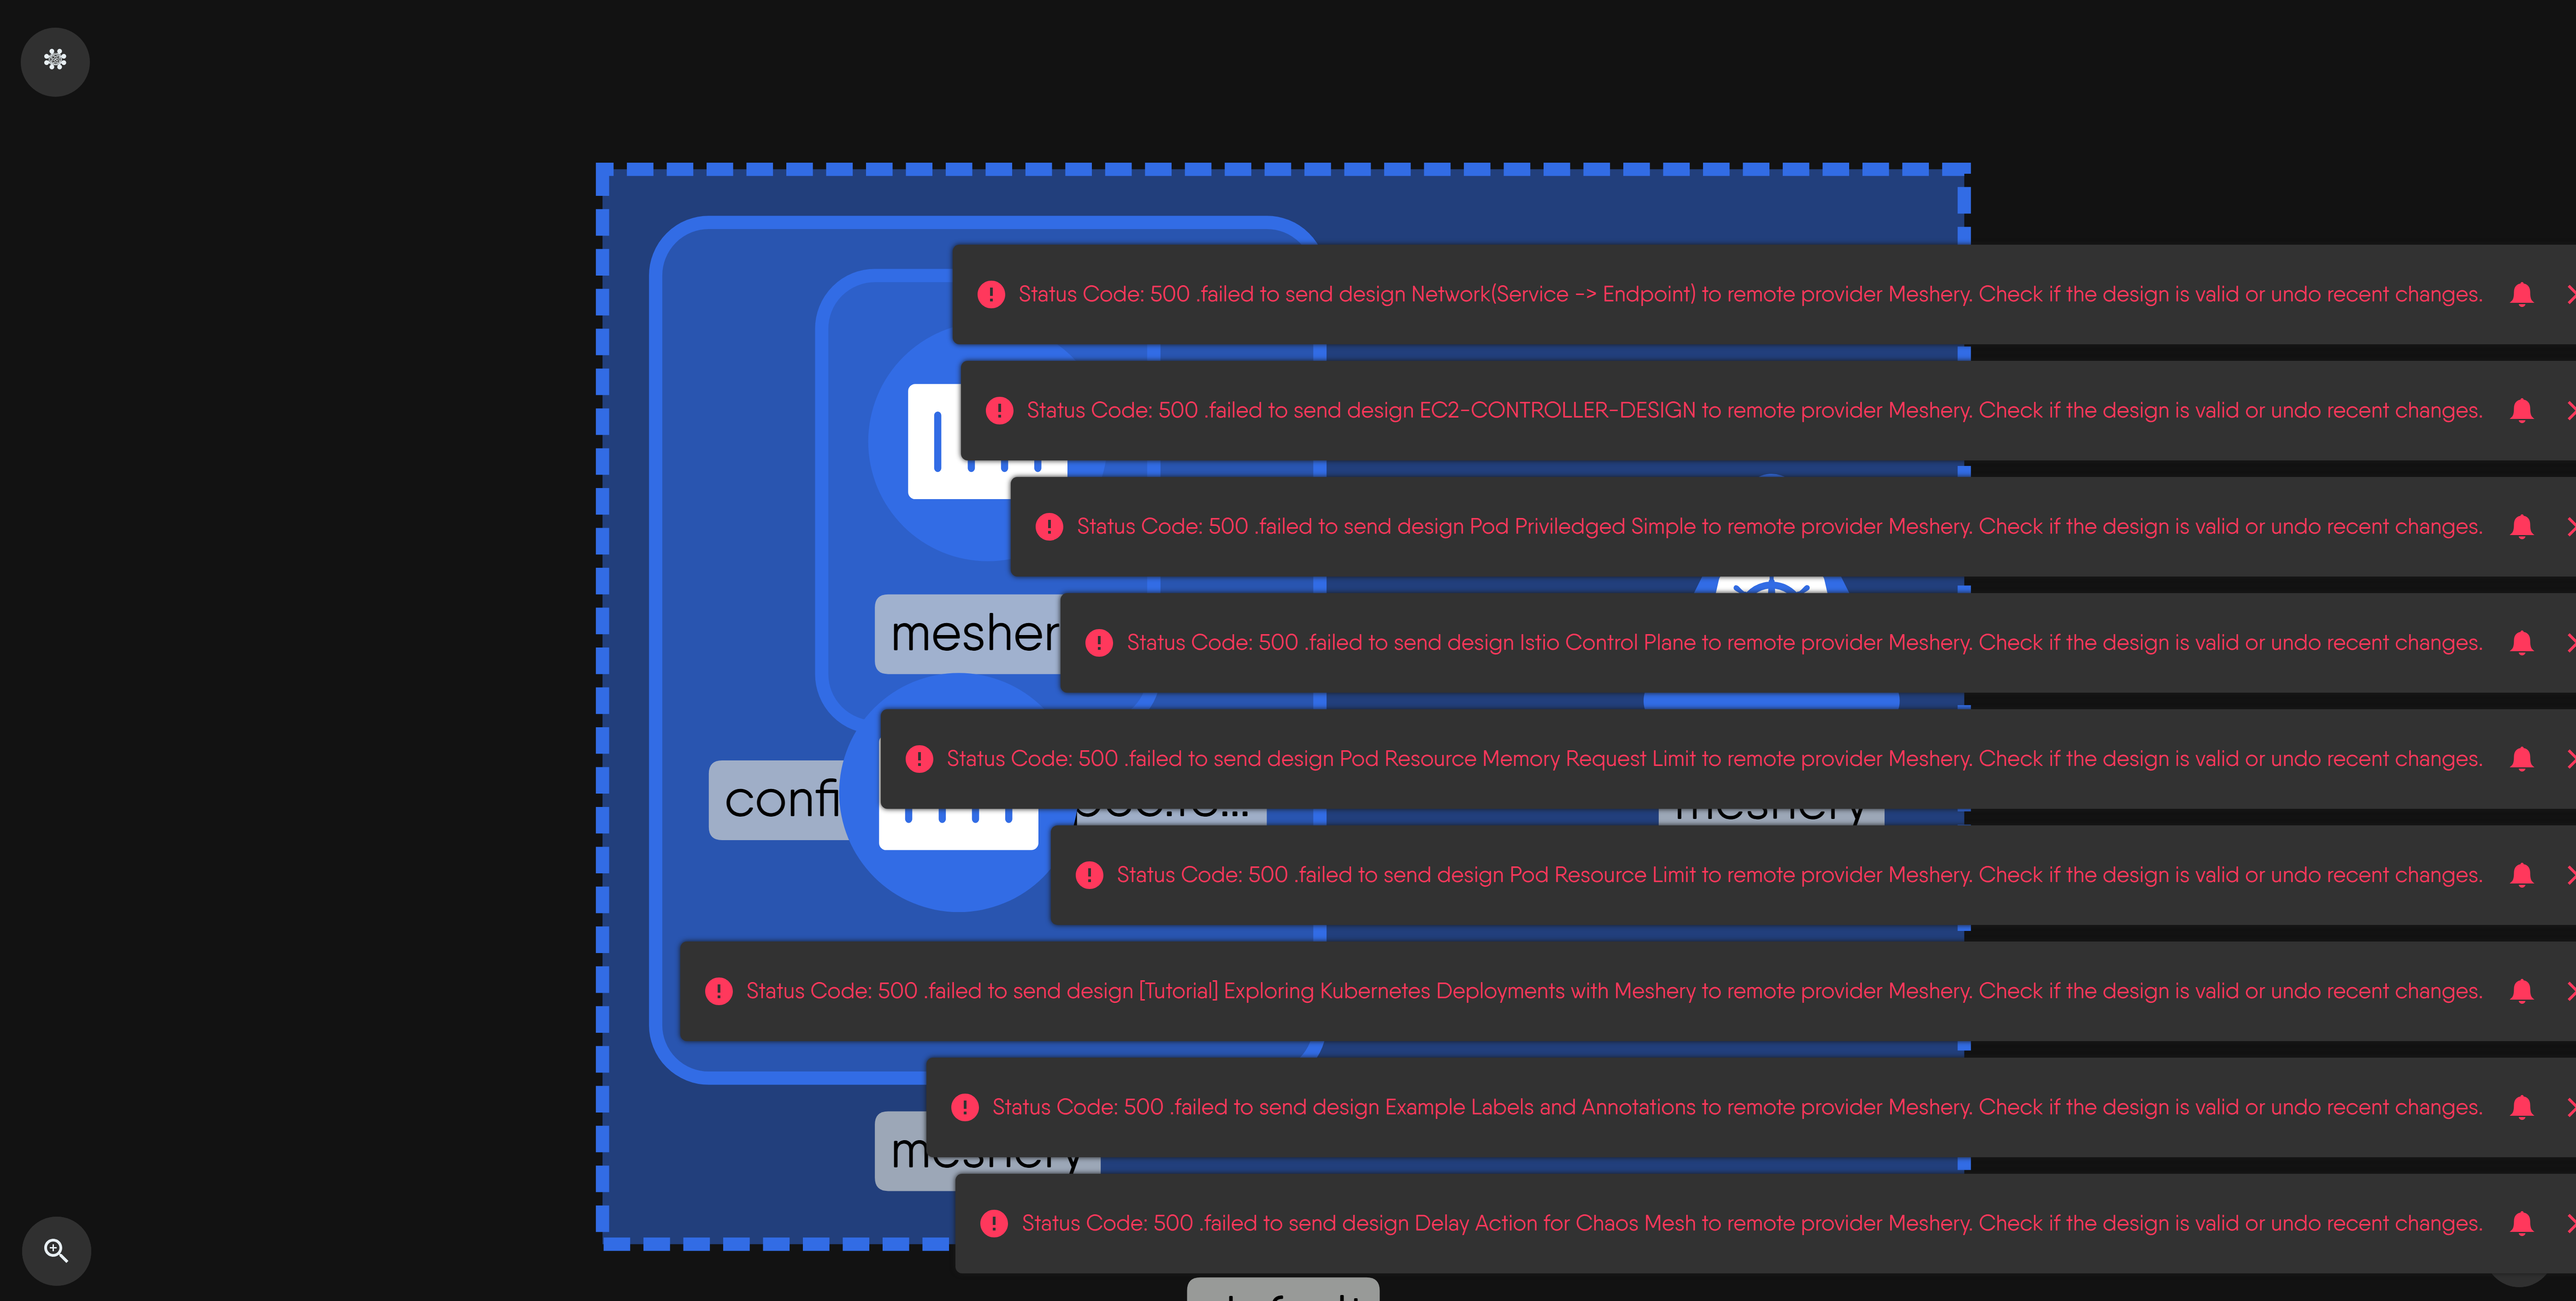 Status Code: 500 .failed to send design Network(Service -> Endpoint) to remote provider Meshery. Check if the design is valid or undo recent changes.
Status Code: 500 .failed to send design EC2-CONTROLLER-DESIGN to remote provider Meshery. Check if the design is valid or undo recent changes.
Status Code: 500 .failed to send design Pod Priviledged Simple to remote provider Meshery. Check if the design is valid or undo recent changes.
mesher
Status Code: 500 .failed to send design Istio Control Plane to remote provider Meshery. Check if the design is valid or undo recent changes.
Status Code: 500 .failed to send design Pod Resource Memory Request Limit to remote provider Meshery. Check if the design is valid or undo recent changes.
confi
meshery
Status Code: 500 .failed to send design Pod Resource Limit to remote provider Meshery. Check if the design is valid or undo recent changes.
Status Code: 500 .failed to send design [Tutorial] Exploring Kubernetes Deployments with Meshery to remote provider Meshery. Check if the design is valid or undo recent changes.
Status Code: 500 .failed to send design Example Labels and Annotations to remote provider Meshery. Check if the design is valid or undo recent changes.
meshery
Status Code: 500 .failed to send design Delay Action for Chaos Mesh to remote provider Meshery. Check if the design is valid or undo recent changes.